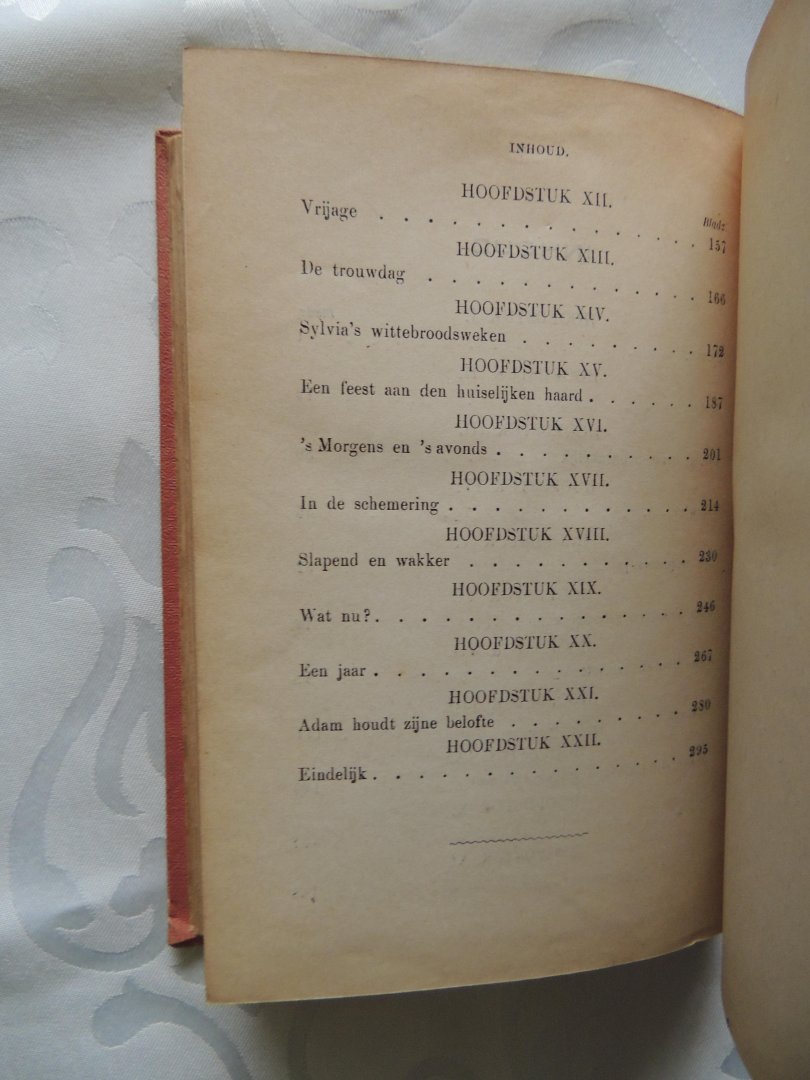 INHOUD.
HOOFDSTUK XII.
Bladz
Vrijage . . . . . . . . . . . . . . 157
HOOFDSTUK XIII.
De trouwdag . . . . . . . . . . . . 166
HOOFDSTUK XIV.
Sylvia's wittebroodsweken . . . . . . . . 172
HOOFDSTUK XV.
Een feest aan den huiselijken haard . . . . . . 187
HOOFDSTUK XVI.
's Morgens en 's avonds . . . . . . . . . . 201
HOOFDSTUK XVII.
In de schemering . . . . . . . . . . . . 214
HOOFDSTUK XVIII.
Slapend en wakker . . . . . . . . . . . 230
HOOFDSTUK XIX.
Wat nu? . . . . . . . . . . . . . . 246
HOOFDSTUK XX.
Een jaar . . . . . . . . . . . . . . 267
HOOFDSTUK XXI.
Adam houdt zijne belofte . . . . . . . . . 280
HOOFDSTUK XXII.
Eindelijk . . . . . . . . . . . . . . 295